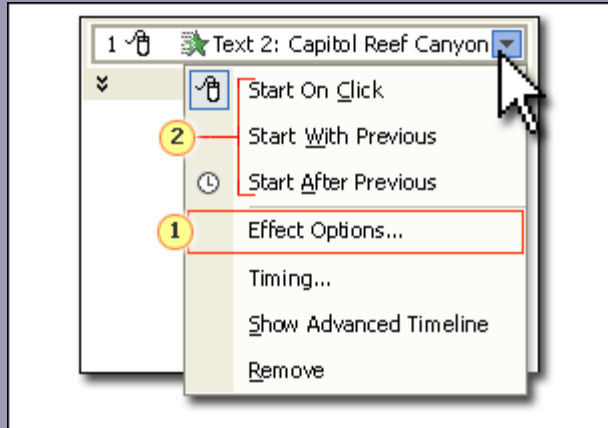 1 Text 2: Capitol Reef Canyon
Start On Click
2 Start With Previous
Start After Previous
1 Effect Options...
Timing...
Show Advanced Timeline
Remove